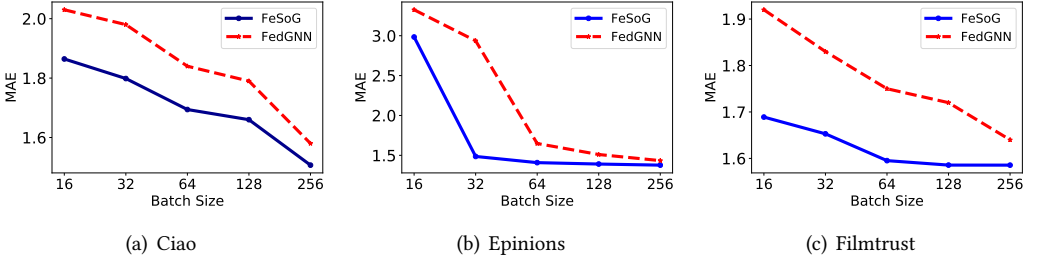 MAE
2.0
1.8
1.6
FeSoG
FedGNN
16 32 64 128 256
Batch Size
(a) Ciao
MAE
3.0
2.5
2.0
1.5
FeSoG
FedGNN
16 32 64 128 256
Batch Size
(b) Epinions
MAE
1.9
1.8
1.7
1.6
FeSoG
FedGNN
16 32 64 128 256
Batch Size
(c) Filmtrust